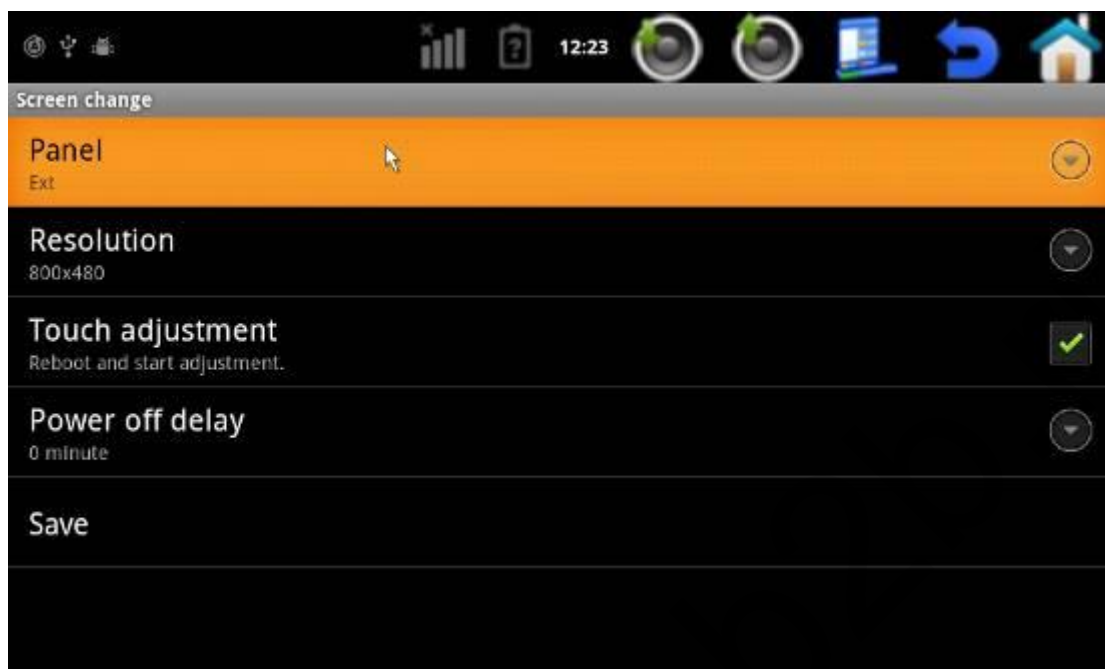 12:23
Screen change
Panel
Ext
Resolution
800x480
Touch adjustment
Reboot and start adjustment.
Power off delay
0 minute
Save